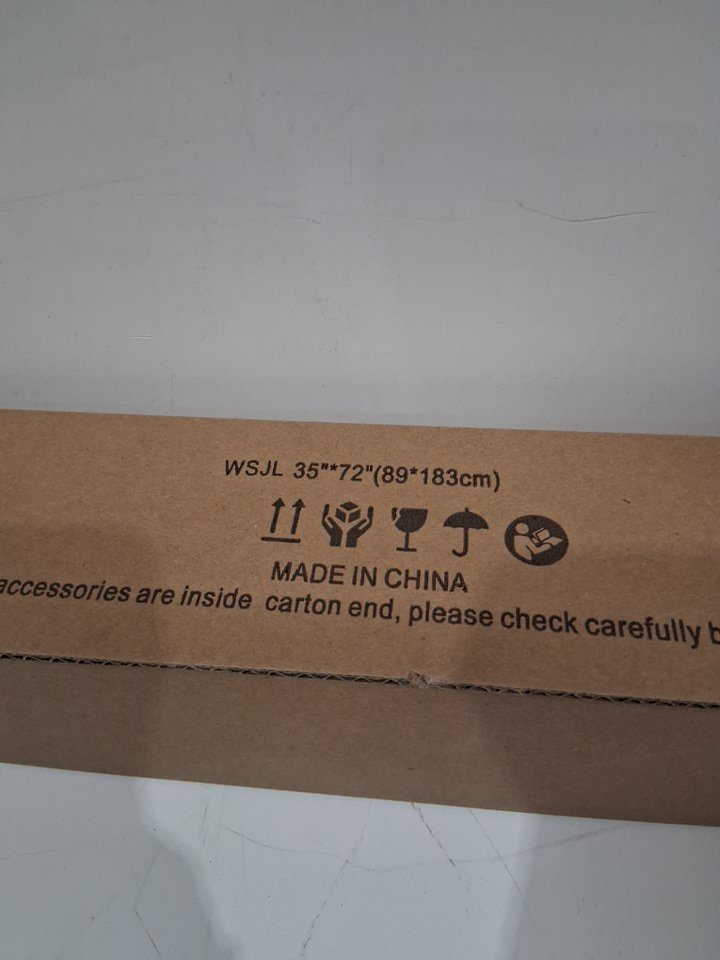 WSJL 35"*72"(89*183cm)
MADE IN CHINA
accessories are inside carton end, please check carefully